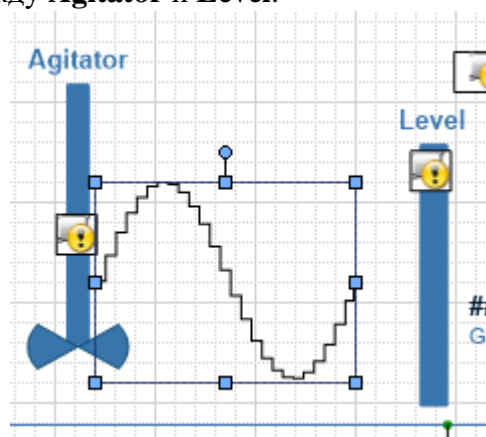 ду Agitator и Level.
Agitator
Level
##
G